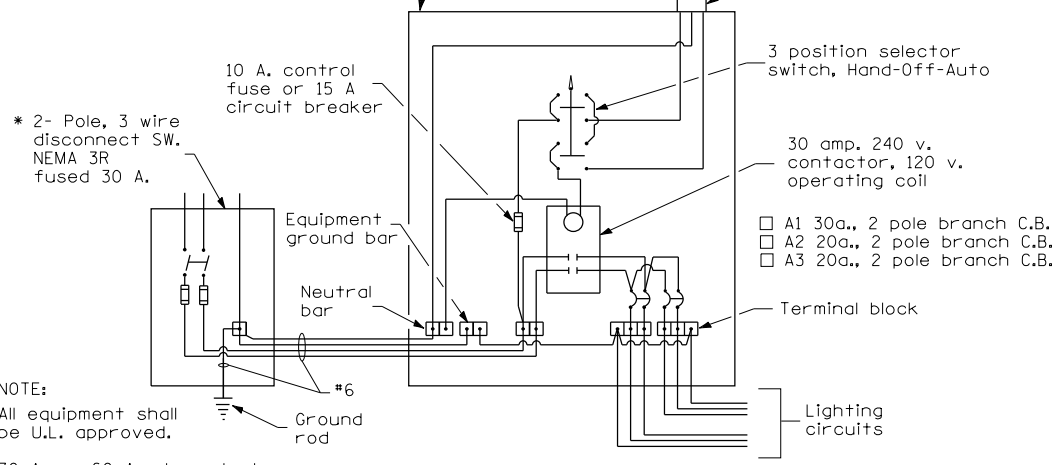 3 position selector
switch, Hand-Off-Auto
10 A. control
fuse or 15 A
circuit breaker
* 2- Pole, 3 wire
disconnect SW.
NEMA 3R
fused 30 A.
30 amp. 240 v.
contactor, 120 v.
operating coil
Equipment
ground bar
□ A1 30a., 2 pole branch C.B.
□ A2 20a., 2 pole branch C.B.
□ A3 20a., 2 pole branch C.B.
Neutral
bar
Terminal block
#6
NOTE:
All equipment shall
be U.L. approved.
Ground
rod
Lighting
circuits